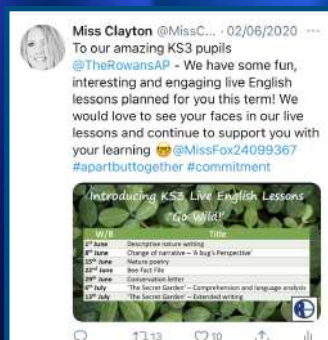 Miss Clayton @MissC... · 02/06/2020 ···
To our amazing KS3 pupils
@TheRowansAP - We have some fun,
interesting and engaging live English
lessons planned for you this term! We
would love to see your faces in our live
lessons and continue to support you with
your learning 🤓@MissFox24099367
#apartbuttogether #commitment
Introducing KS3 Live English Lessons
"Go Wild!"
W/B Title
1st June Descriptive nature writing
8th June Change of narrative – 'A bug's Perspective'
15th June Nature poetry
22nd June Bee Fact File
29th June Conservation letter
6th July 'The Secret Garden' – Comprehension and language analysis
13th July 'The Secret Garden' – Extended writing
13 10